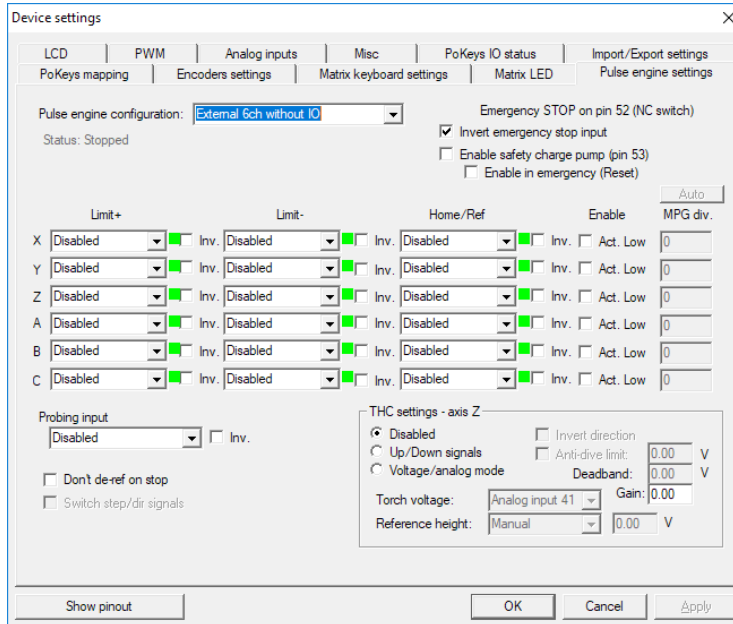 Device settings
LCD PWM Analog inputs Misc PoKeys IO status Import/Export settings
PoKeys mapping Encoders settings Matrix keyboard settings Matrix LED Pulse engine settings
Pulse engine configuration: External 6ch without IO Emergency STOP on pin 52 (NC switch)
Status: Stopped Invert emergency stop input
Enable safety charge pump (pin 53)
Enable in emergency (Reset)
Auto
Limit+ Limit- Home/Ref Enable MPG div.
X Disabled Inv. Disabled Inv. Disabled Inv. Act. Low 0
Y Disabled Inv. Disabled Inv. Disabled Inv. Act. Low 0
Z Disabled Inv. Disabled Inv. Disabled Inv. Act. Low 0
A Disabled Inv. Disabled Inv. Disabled Inv. Act. Low 0
B Disabled Inv. Disabled Inv. Disabled Inv. Act. Low 0
C Disabled Inv. Disabled Inv. Disabled Inv. Act. Low 0
Probing input
Disabled Inv.
Don't de-ref on stop
Switch step/dir signals
THC settings - axis Z
Disabled Invert direction
Up/Down signals Anti-dive limit: 0.00 V
Voltage/analog mode Deadband: 0.00 V
Torch voltage: Analog input 41 Gain: 0.00
Reference height: Manual 0.00 V
Show pinout OK Cancel Apply